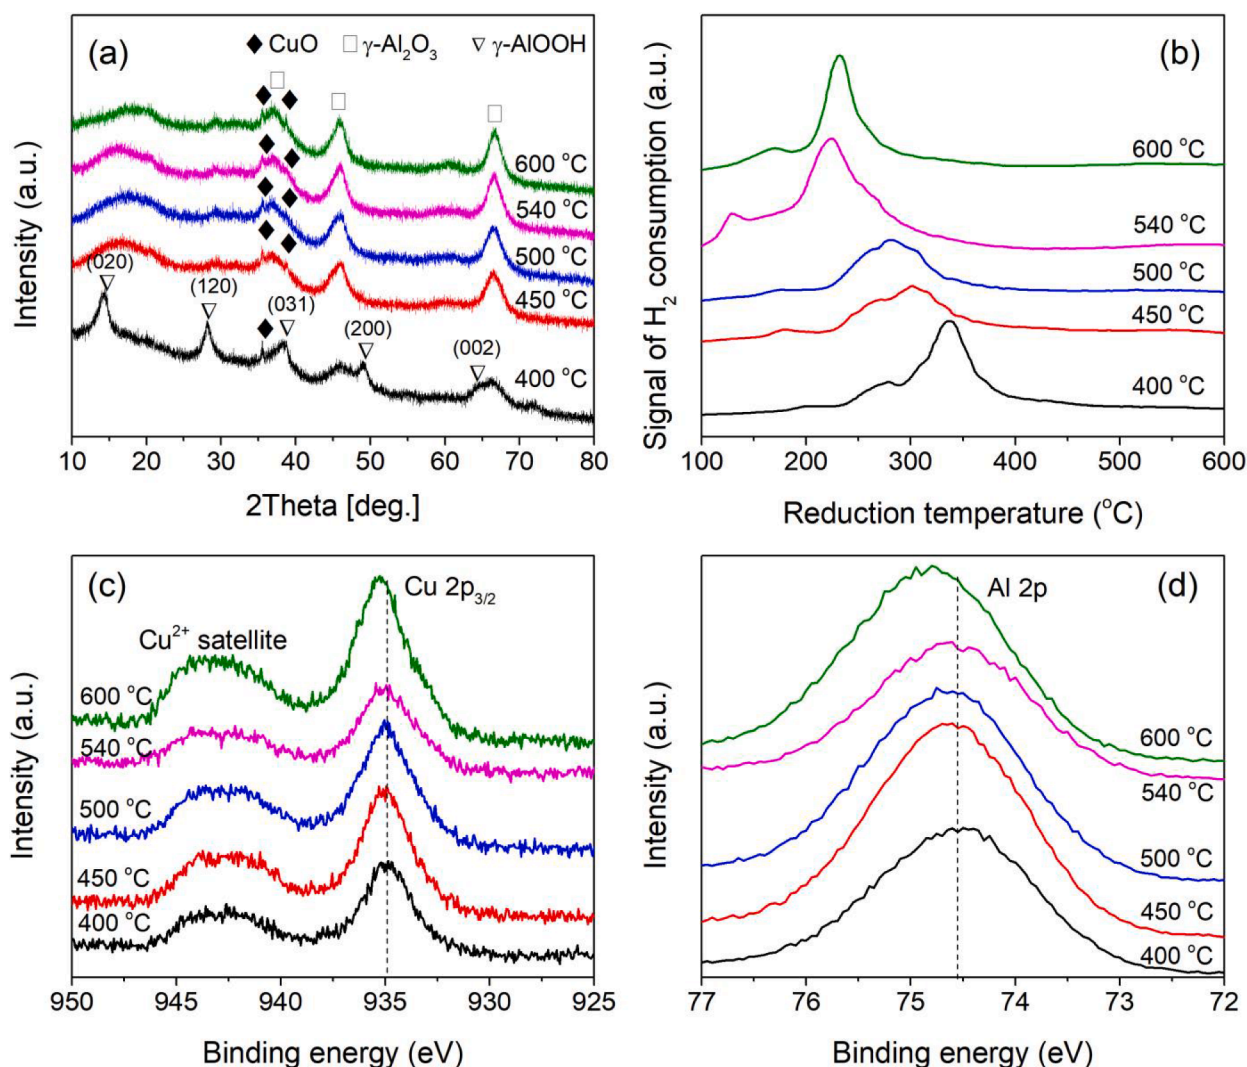 (a)
◆ CuO □ γ-Al₂O₃ ▽ γ-AlOOH
600 °C
540 °C
500 °C
450 °C
(020)
(120)
(031)
(200)
(002)
400 °C
Intensity (a.u.)
10 20 30 40 50 60 70 80
2Theta [deg.]
(b)
600 °C
540 °C
500 °C
450 °C
400 °C
Signal of H₂ consumption (a.u.)
100 200 300 400 500 600
Reduction temperature (°C)
(c)
Cu 2p₃/₂
Cu²⁺ satellite
600 °C
540 °C
500 °C
450 °C
400 °C
Intensity (a.u.)
950 945 940 935 930 925
Binding energy (eV)
(d)
Al 2p
600 °C
540 °C
500 °C
450 °C
400 °C
Intensity (a.u.)
77 76 75 74 73 72
Binding energy (eV)